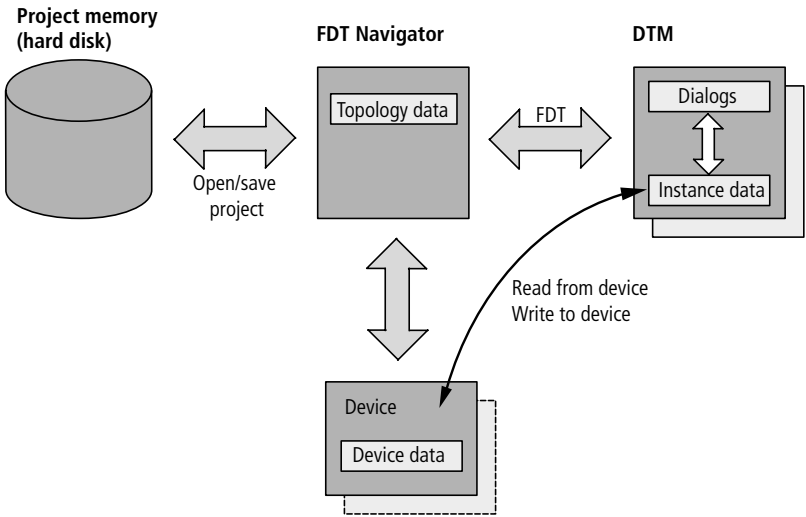 Project memory
(hard disk)
FDT Navigator
DTM
Topology data
FDT
Dialogs
Instance data
Open/save
project
Read from device
Write to device
Device
Device data